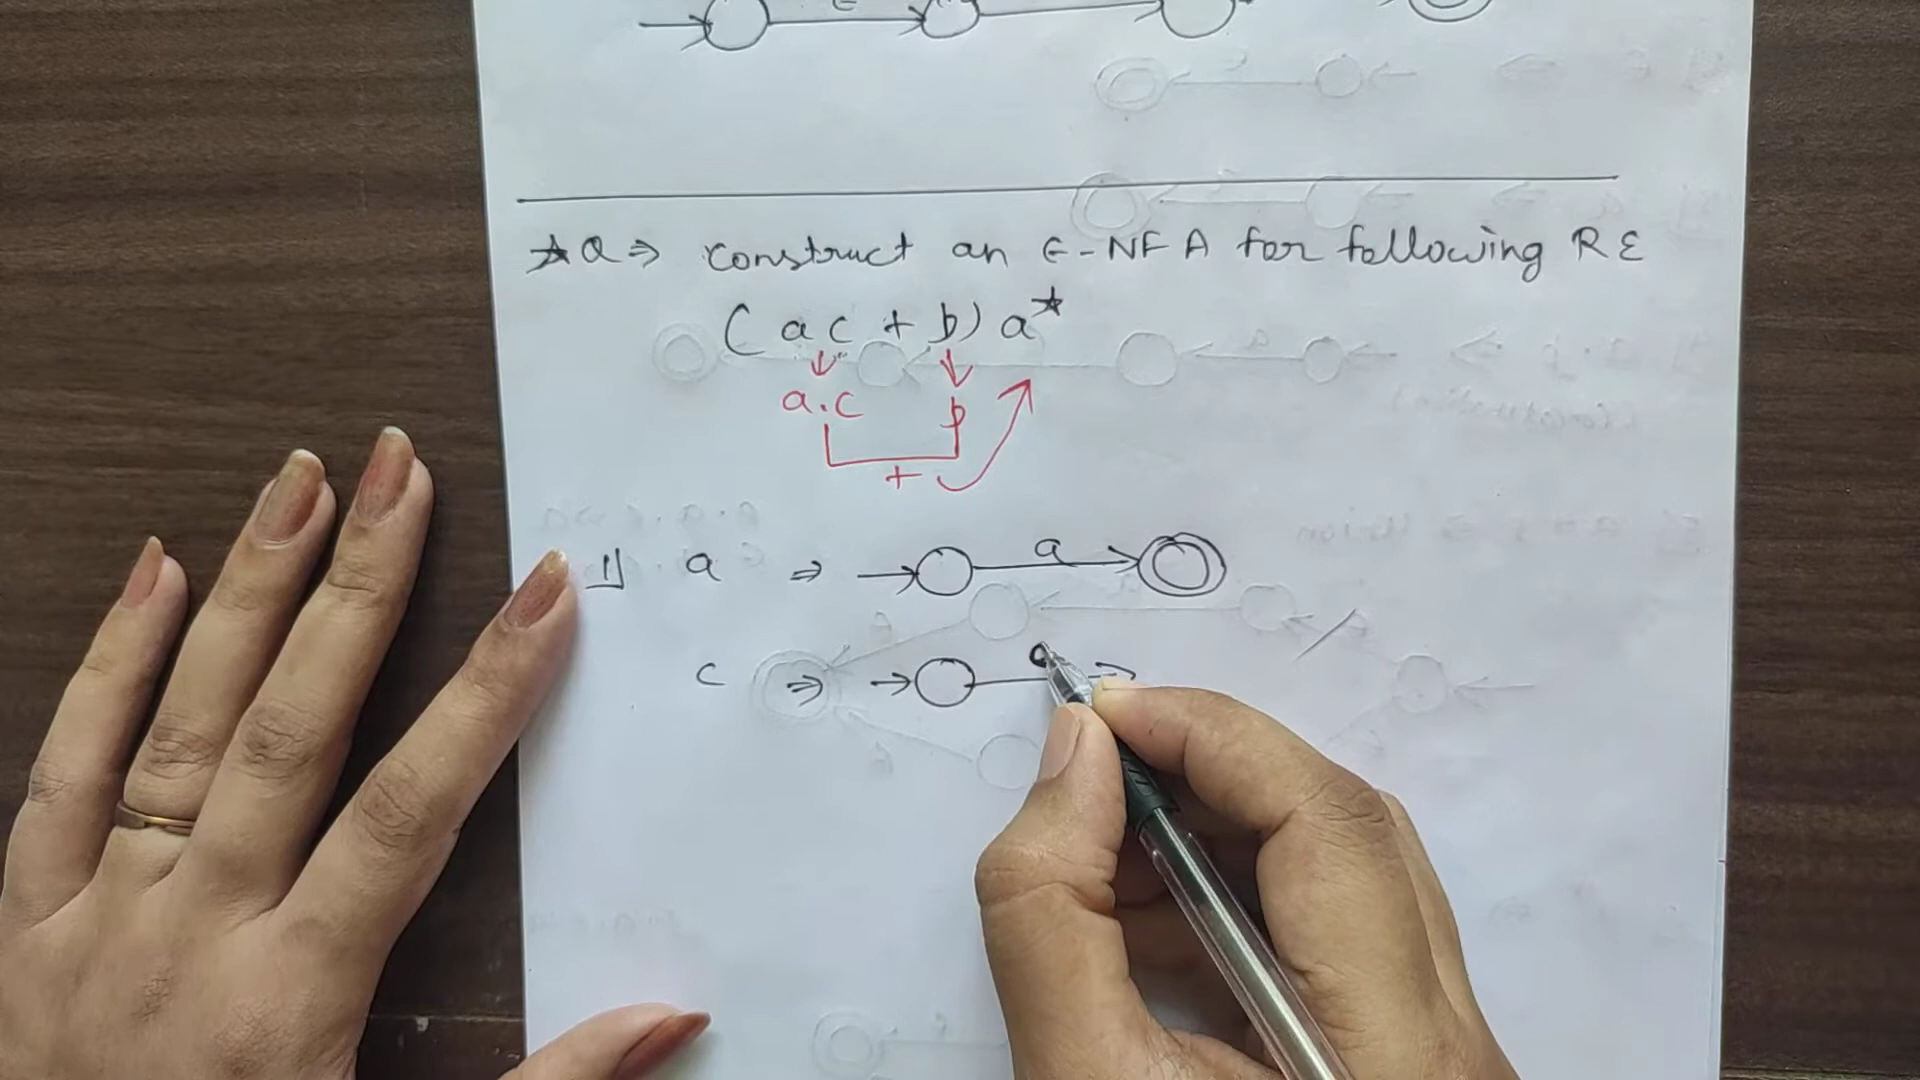 ε
★ Q ⇒ construct an ε-NFA for following RE
(ac + b) a*
a.c b
+
1] a ⇒ a
c ⇒